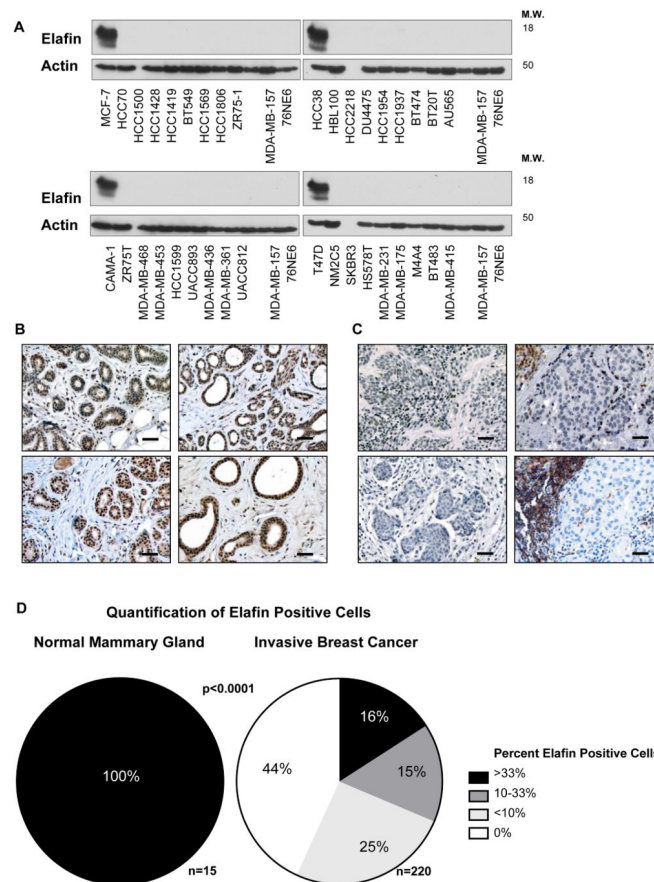 A
M.W.
Elafin
18
Actin
50
MCF-7
HCC70
HCC1500
HCC1428
HCC1419
BT549
HCC1569
HCC1806
ZR75-1
MDA-MB-157
76NE6
HCC38
HBL100
HCC2218
DU4475
HCC1954
HCC1937
BT474
BT20T
AU565
MDA-MB-157
76NE6
M.W.
Elafin
18
Actin
50
CAMA-1
ZR75T
MDA-MB-468
MDA-MB-453
HCC1599
UACC893
MDA-MB-436
MDA-MB-361
UACC812
MDA-MB-157
76NE6
T47D
NM2C5
SKBR3
HS578T
MDA-MB-231
MDA-MB-175
M4A4
BT483
MDA-MB-415
MDA-MB-157
76NE6
B
C
D
Quantification of Elafin Positive Cells
Normal Mammary Gland
Invasive Breast Cancer
p<0.0001
100%
16%
15%
25%
44%
n=15
n=220
Percent Elafin Positive Cells
>33%
10-33%
<10%
0%